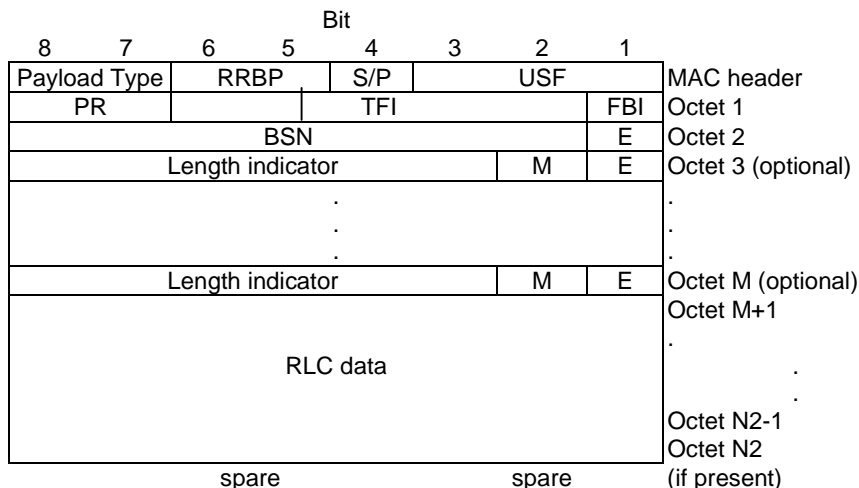 Bit
8 7 6 5 4 3 2 1
Payload Type RRBP S/P USF MAC header
PR TFI FBI Octet 1
BSN E Octet 2
Length indicator M E Octet 3 (optional)
. .
. .
. .
Length indicator M E Octet M (optional)
Octet M+1
.
RLC data .
.
Octet N2-1
Octet N2
spare spare (if present)